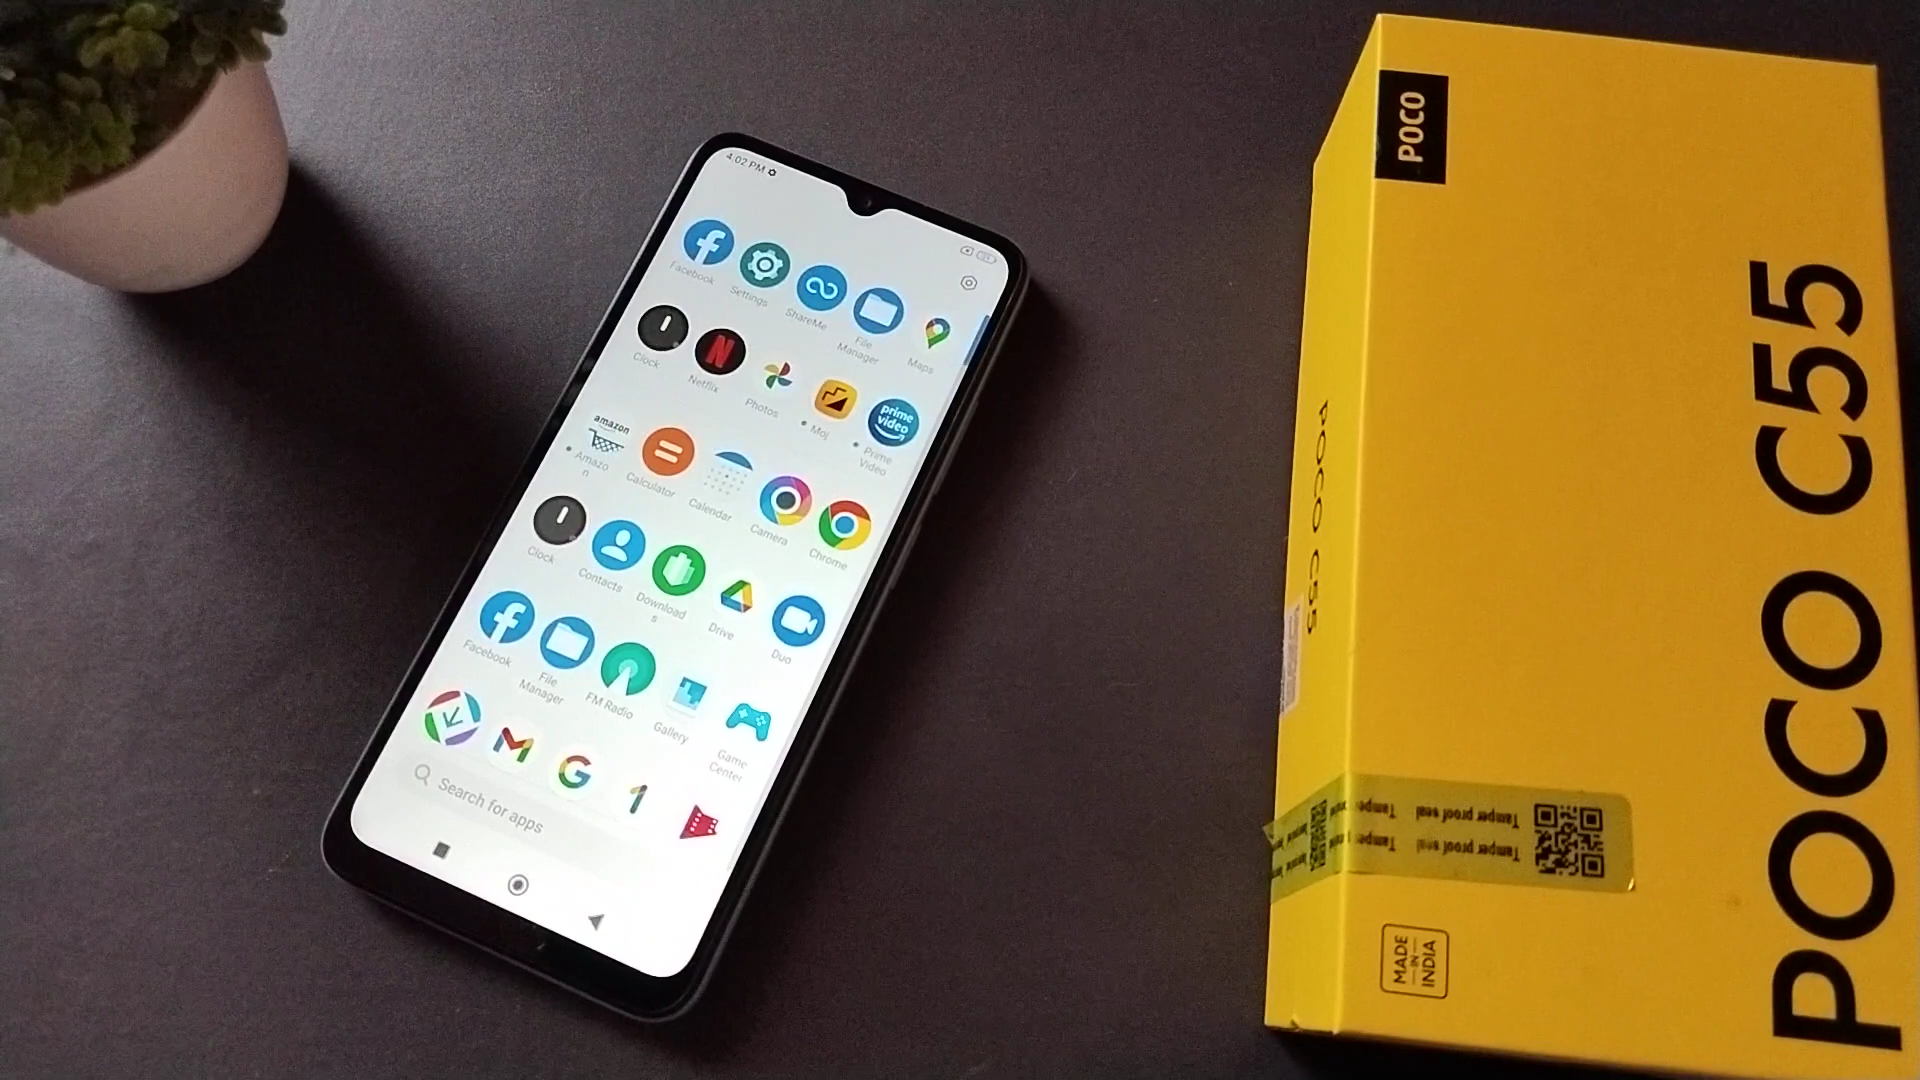 4:02 PM
Facebook
Settings
ShareMe
File
Manager
Maps
Clock
N
Netflix
Photos
Moj
prime
video
Prime
Video
amazon
Amazo
n
Calculator
Calendar
Camera
Chrome
Clock
Contacts
Download
s
Drive
Duo
Facebook
File
Manager
FM Radio
Gallery
Game
Center
Search for apps
POCO
POCO C55
POCO C55
Tamper proof seal
Tamper proof seal
MADE
IN
INDIA